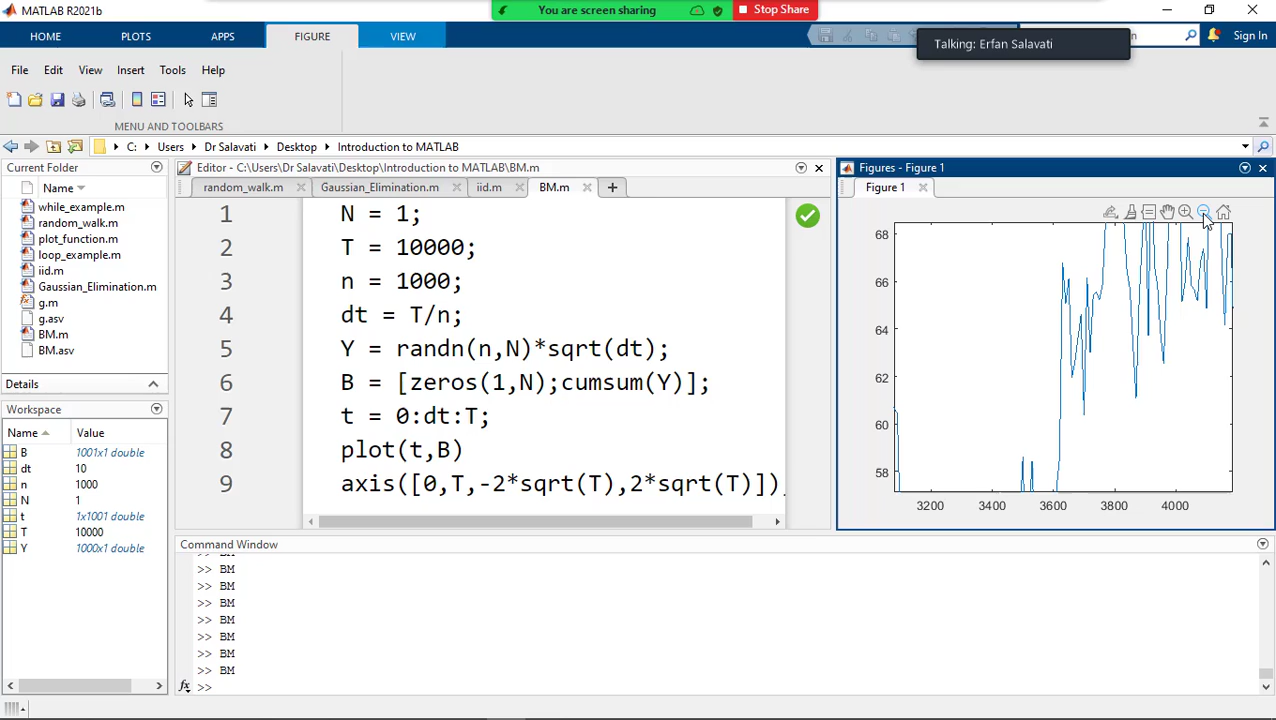 MATLAB R2021b
You are screen sharing
Stop Share
HOME
PLOTS
APPS
FIGURE
VIEW
Talking: Erfan Salavati
Sign In
File
Edit
View
Insert
Tools
Help
MENU AND TOOLBARS
C:
Users
Dr Salavati
Desktop
Introduction to MATLAB
Current Folder
Name
while_example.m
random_walk.m
plot_function.m
loop_example.m
iid.m
Gaussian_Elimination.m
g.m
g.asv
BM.m
BM.asv
Details
Workspace
Name
Value
B
1001x1 double
dt
10
n
1000
N
1
t
1x1001 double
T
10000
Y
1000x1 double
Editor - C:\Users\Dr Salavati\Desktop\Introduction to MATLAB\BM.m
random_walk.m
Gaussian_Elimination.m
iid.m
BM.m
1 N = 1;
2 T = 10000;
3 n = 1000;
4 dt = T/n;
5 Y = randn(n,N)*sqrt(dt);
6 B = [zeros(1,N);cumsum(Y)];
7 t = 0:dt:T;
8 plot(t,B)
9 axis([0,T,-2*sqrt(T),2*sqrt(T)])
Figures - Figure 1
Figure 1
68
66
64
62
60
58
3200
3400
3600
3800
4000
Command Window
>> BM
>> BM
>> BM
>> BM
>> BM
>> BM
>> BM
fx >>